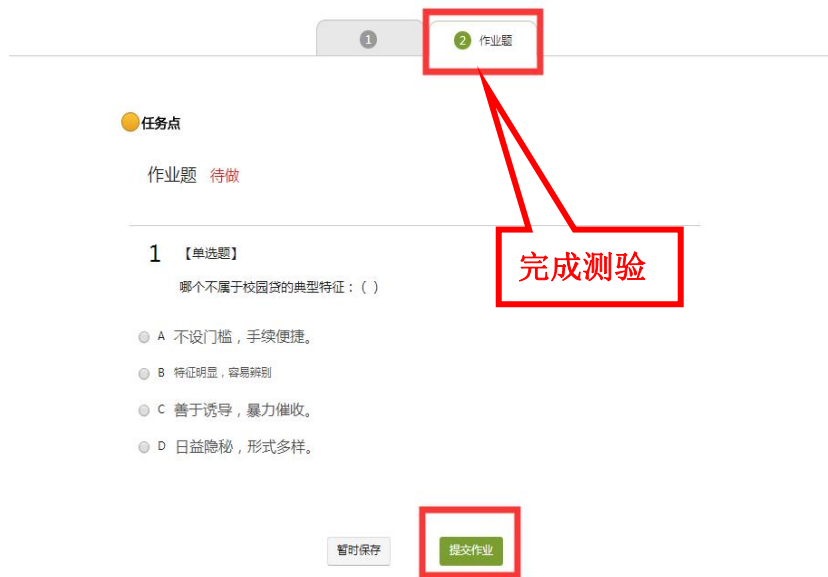 1
2 作业题
任务点
作业题 待做
完成测验
1 【单选题】
哪个不属于校园贷的典型特征：( )
A 不设门槛，手续便捷。
B 特征明显，容易辨别
C 善于诱导，暴力催收。
D 日益隐秘，形式多样。
暂时保存 提交作业